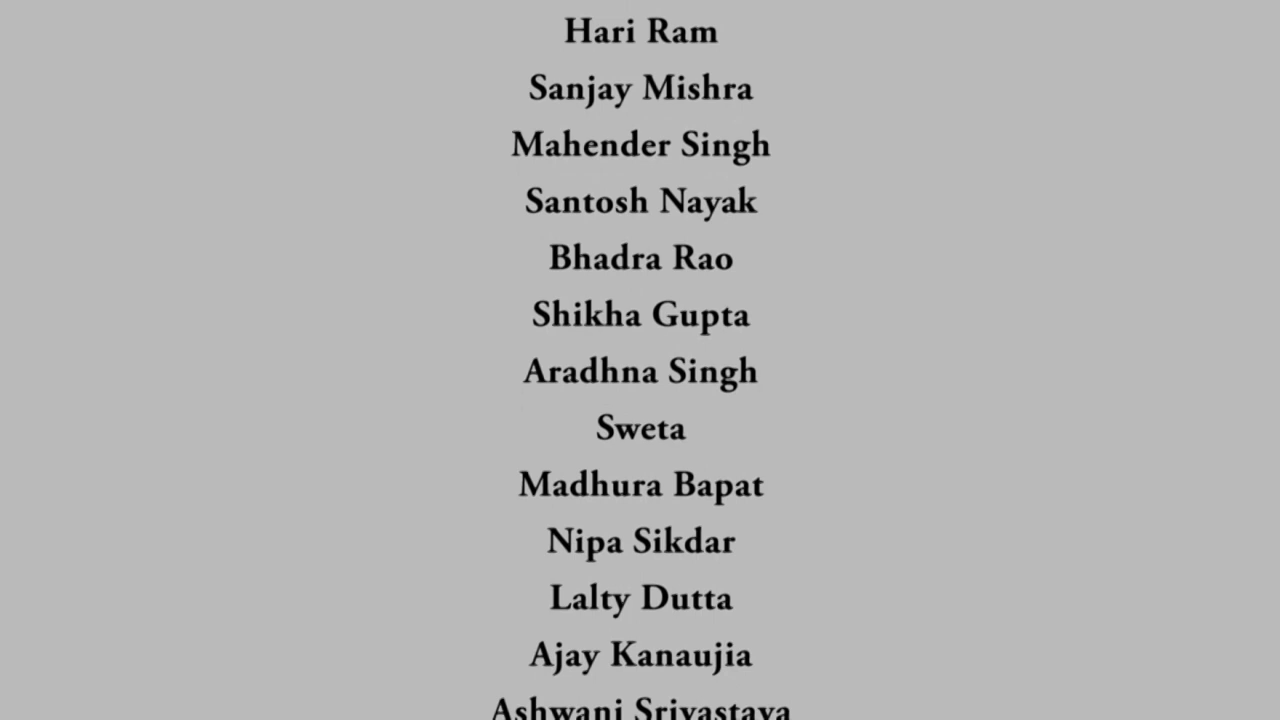 Hari Ram
Sanjay Mishra
Mahender Singh
Santosh Nayak
Bhadra Rao
Shikha Gupta
Aradhna Singh
Sweta
Madhura Bapat
Nipa Sikdar
Lalty Dutta
Ajay Kanaujia
Ashwani Srivastava